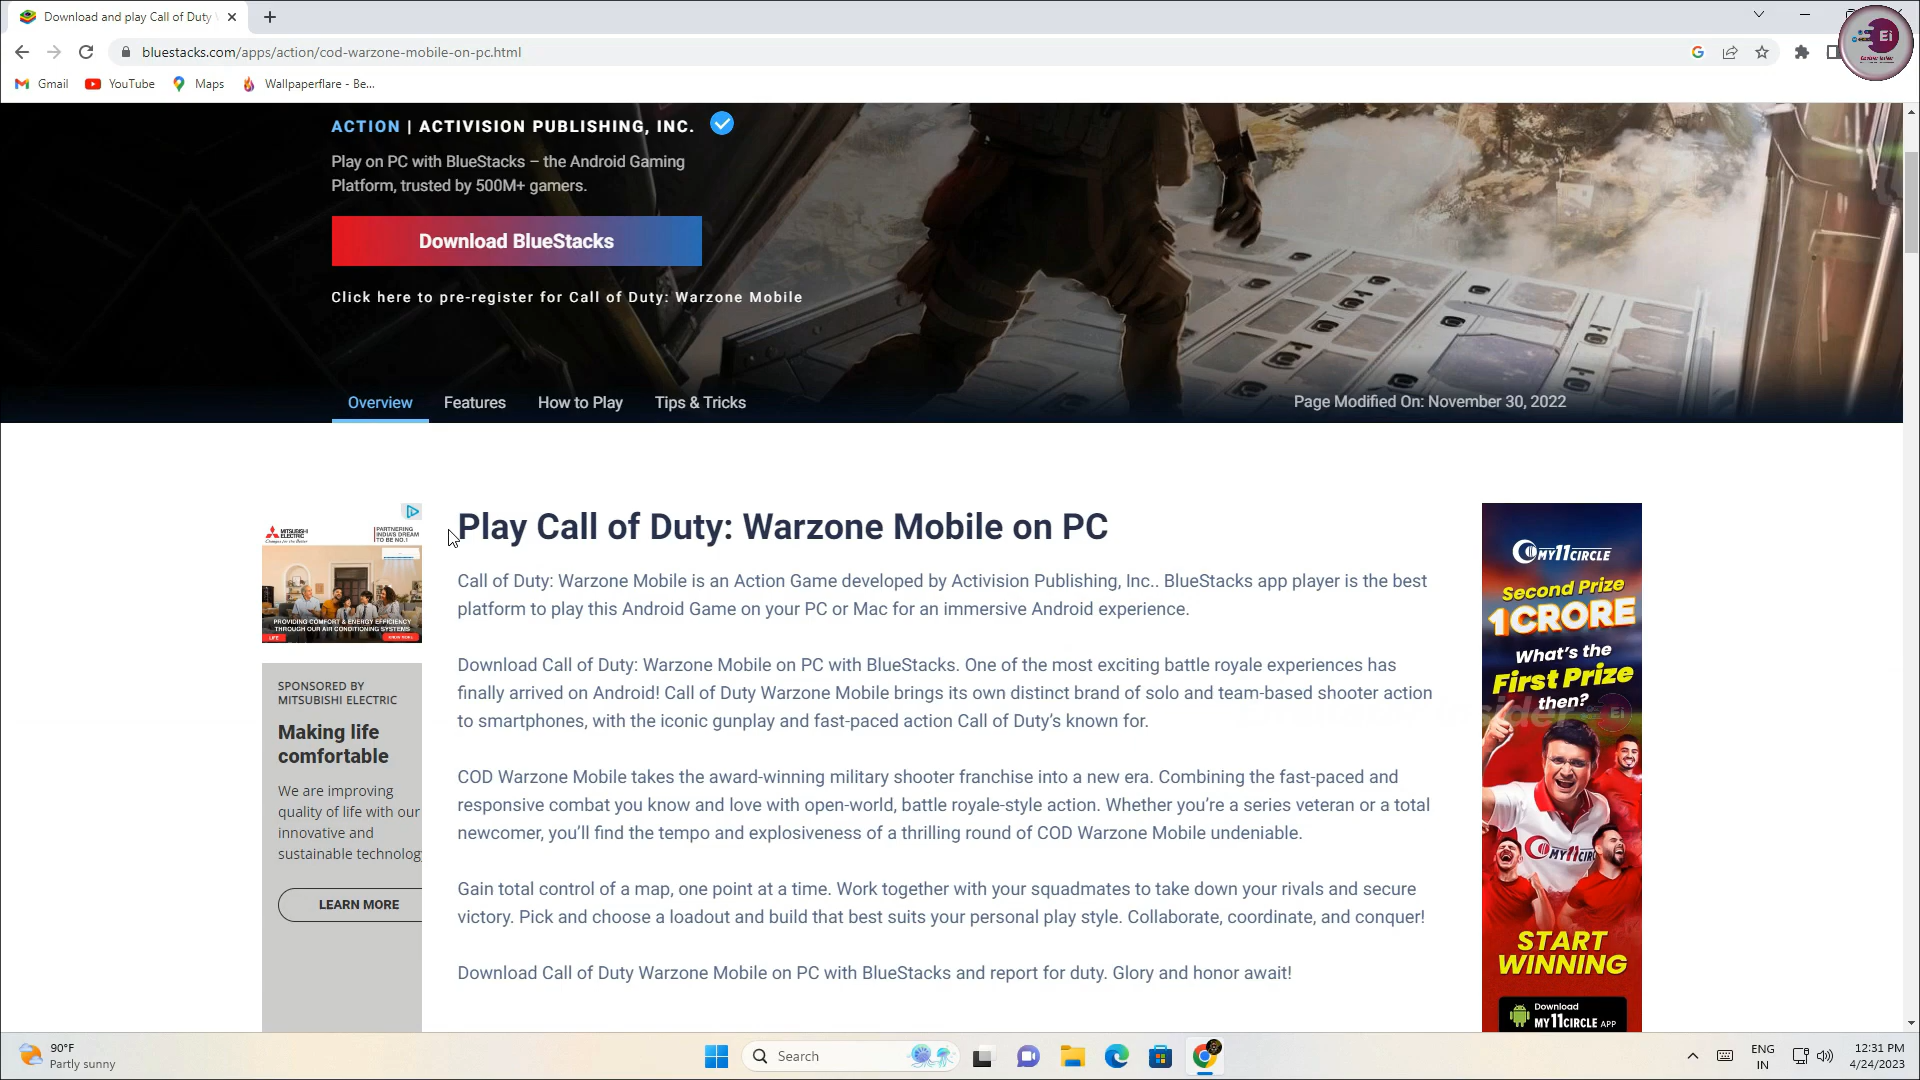 Download and play Call of Duty
bluestacks.com/apps/action/cod-warzone-mobile-on-pc.html
Gmail
YouTube
Maps
Wallpaperflare - Be...
Ei
ACTION | ACTIVISION PUBLISHING, INC.
Play on PC with BlueStacks – the Android Gaming
Platform, trusted by 500M+ gamers.
Download BlueStacks
Click here to pre-register for Call of Duty: Warzone Mobile
Overview
Features
How to Play
Tips & Tricks
Page Modified On: November 30, 2022
MITSUBISHI ELECTRIC
Changes for the Better
PARTNERING
INDIA'S DREAM
TO BE NO.1
PROVIDING COMFORT & ENERGY EFFICIENCY
THROUGH OUR AIR CONDITIONING SYSTEMS
LIFE
SPONSORED BY
MITSUBISHI ELECTRIC
Making life
comfortable
We are improving
quality of life with our
innovative and
sustainable technolog
LEARN MORE
Play Call of Duty: Warzone Mobile on PC
Call of Duty: Warzone Mobile is an Action Game developed by Activision Publishing, Inc.. BlueStacks app player is the best
platform to play this Android Game on your PC or Mac for an immersive Android experience.
Download Call of Duty: Warzone Mobile on PC with BlueStacks. One of the most exciting battle royale experiences has
finally arrived on Android! Call of Duty Warzone Mobile brings its own distinct brand of solo and team-based shooter action
to smartphones, with the iconic gunplay and fast-paced action Call of Duty’s known for.
COD Warzone Mobile takes the award-winning military shooter franchise into a new era. Combining the fast-paced and
responsive combat you know and love with open-world, battle royale-style action. Whether you’re a series veteran or a total
newcomer, you’ll find the tempo and explosiveness of a thrilling round of COD Warzone Mobile undeniable.
Gain total control of a map, one point at a time. Work together with your squadmates to take down your rivals and secure
victory. Pick and choose a loadout and build that best suits your personal play style. Collaborate, coordinate, and conquer!
Download Call of Duty Warzone Mobile on PC with BlueStacks and report for duty. Glory and honor await!
MY11CIRCLE
Second Prize
1CRORE
What's the
First Prize
then?
Ei
START
WINNING
Download
MY11CIRCLE APP
90°F
Partly sunny
Search
ENG
IN
12:31 PM
4/24/2023